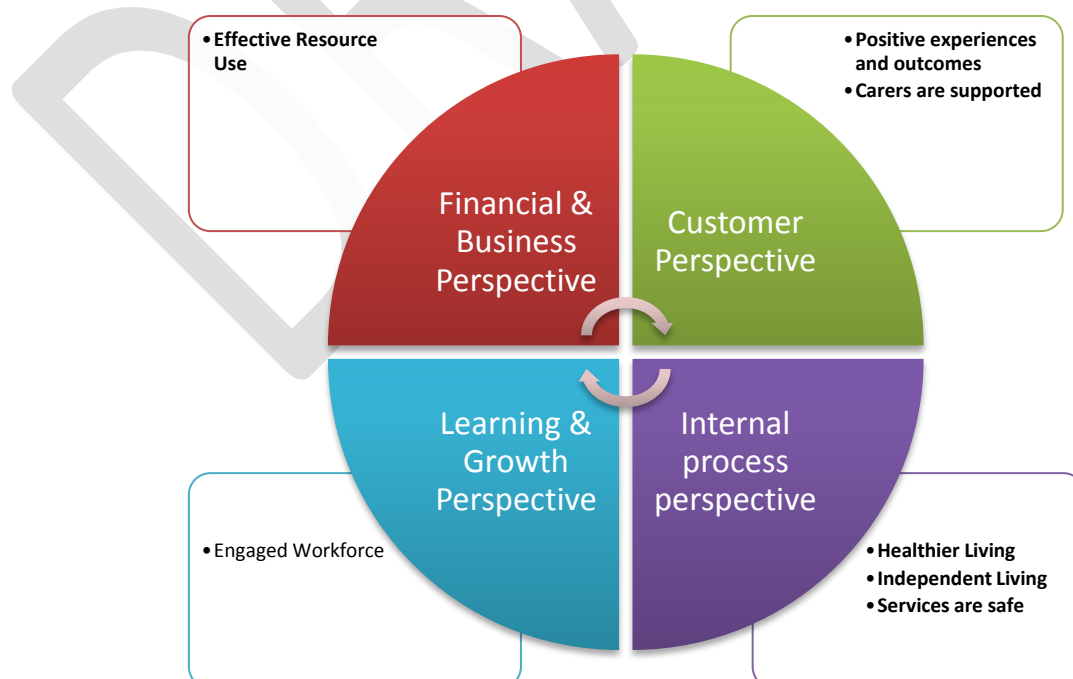 • Effective Resource
Use
• Positive experiences
and outcomes
• Carers are supported
Financial &
Business
Perspective
Customer
Perspective
Learning &
Growth
Perspective
Internal
process
perspective
• Engaged Workforce
• Healthier Living
• Independent Living
• Services are safe